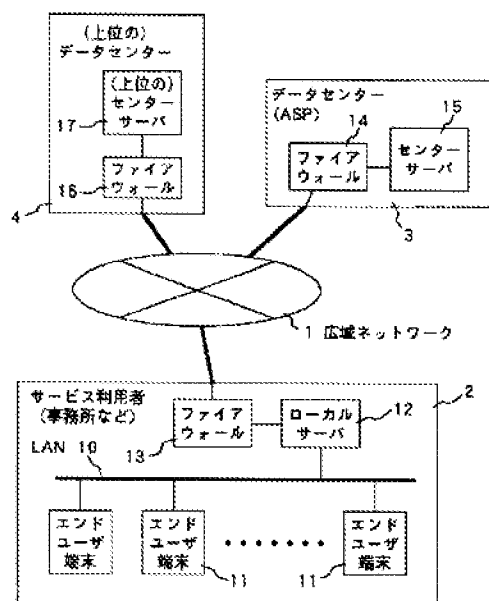 (上位の)
データセンター
(上位の)
センター
サーバ
17
ファイア
ウォール
16
4
データセンター
(ASP)
14
15
ファイア
ウォール
センター
サーバ
3
1 広域ネットワーク
サービス利用者
(事務所など)
ファイア
ウォール
13
ローカル
サーバ
12
2
LAN 10
エンド
ユーザ
端末
エンド
ユーザ
端末
11
エンド
ユーザ
端末
11